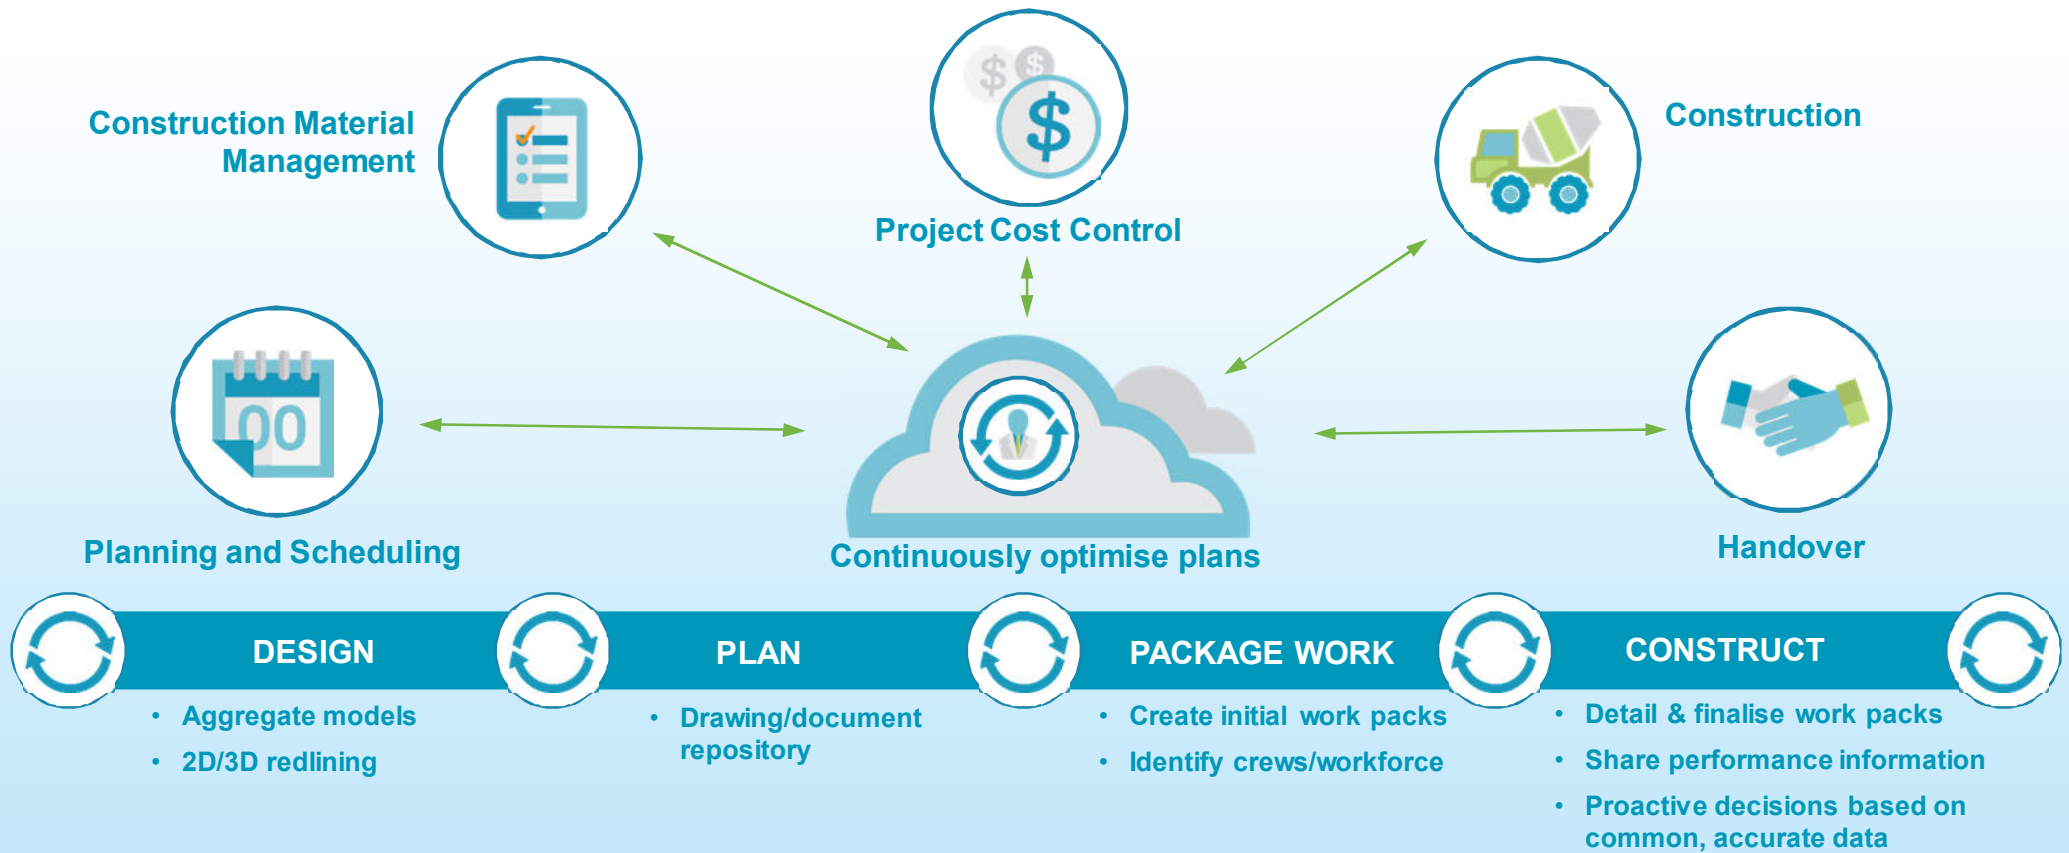 Construction Material
Management
Project Cost Control
Construction
Planning and Scheduling
Continuously optimise plans
Handover
DESIGN
PLAN
PACKAGE WORK
CONSTRUCT
• Aggregate models
• 2D/3D redlining
• Drawing/document
repository
• Create initial work packs
• Identify crews/workforce
• Detail & finalise work packs
• Share performance information
• Proactive decisions based on
common, accurate data
$
$
$
00